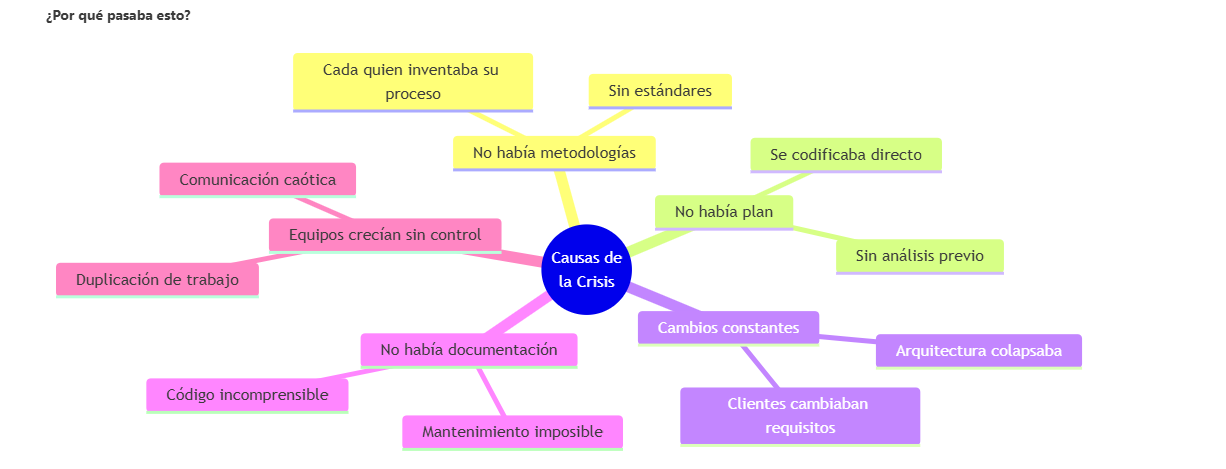 ¿Por qué pasaba esto?
Cada quien inventaba su
proceso
Sin estándares
No había metodologías
Se codificaba directo
No había plan
Sin análisis previo
Comunicación caótica
Equipos crecían sin control
Duplicación de trabajo
Causas de
la Crisis
Cambios constantes
Arquitectura colapsaba
Clientes cambiaban
requisitos
No había documentación
Código incomprensible
Mantenimiento imposible